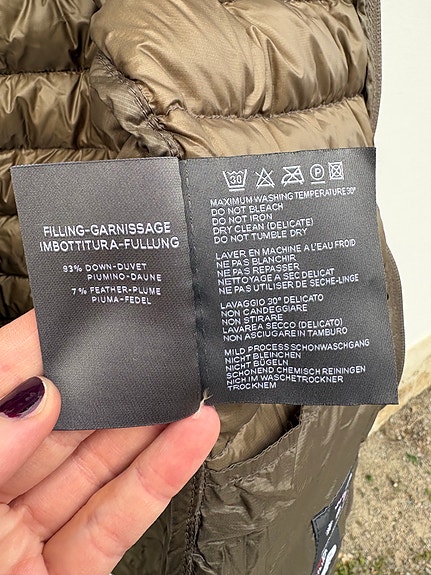 FILLING-GARNISSAGE
IMBOTTITURA-FULLUNG
93% DOWN-DUVET
PIUMINO-DAUNE
7% FEATHER-PLUME
PIUMA-FEDEL
30 P
MAXIMUM WASHING TEMPERATURE 30°
DO NOT BLEACH
DO NOT IRON
DRY CLEAN (DELICATE)
DO NOT TUMBLE DRY
LAVER EN MACHINE A L'EAU FROID
NE PAS BLANCHIR
NE PAS REPASSER
NETTOYAGE A SEC DELICAT
NE PAS UTILISER DE SECHE-LINGE
LAVAGGIO 30° DELICATO
NON CANDEGGIARE
NON STIRARE
LAVAREA SECCO (DELICATO)
NON ASCIUGARE IN TAMBURO
MILD PROCESS SCHONWASCHGANG
NICHT BLEINCHEN
NICHT BÜGELN
SCHONEND CHEMISCH REININGEN
NICH IM WASCHETROCKNER
TROCKNEM